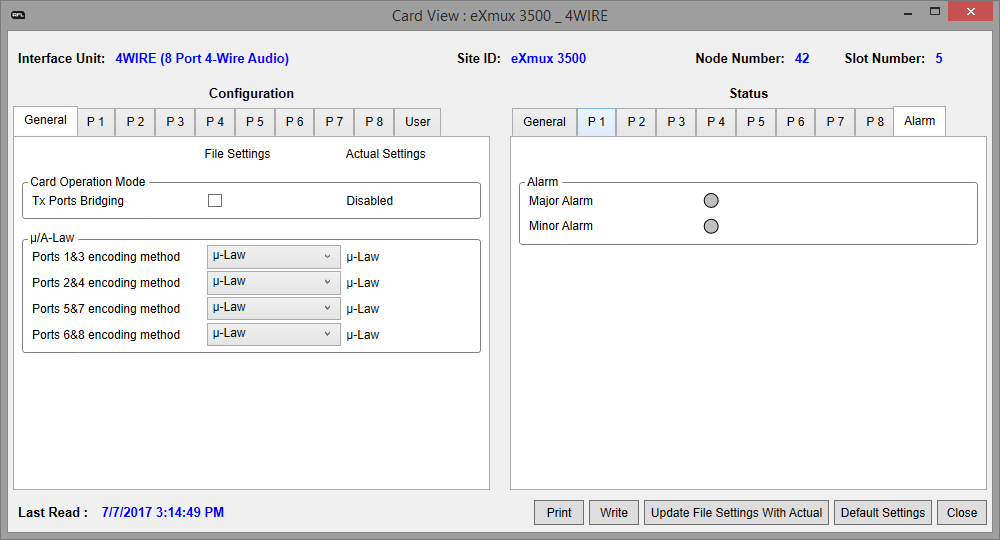 AFL
Card View : eXmux 3500 _ 4WIRE
Interface Unit: 4WIRE (8 Port 4-Wire Audio) Site ID: eXmux 3500 Node Number: 42 Slot Number: 5
Configuration Status
General P 1 P 2 P 3 P 4 P 5 P 6 P 7 P 8 User General P 1 P 2 P 3 P 4 P 5 P 6 P 7 P 8 Alarm
File Settings Actual Settings
Card Operation Mode Alarm
Tx Ports Bridging Disabled Major Alarm
Minor Alarm
µ/A-Law
Ports 1&3 encoding method µ-Law µ-Law
Ports 2&4 encoding method µ-Law µ-Law
Ports 5&7 encoding method µ-Law µ-Law
Ports 6&8 encoding method µ-Law µ-Law
Last Read : 7/7/2017 3:14:49 PM Print Write Update File Settings With Actual Default Settings Close